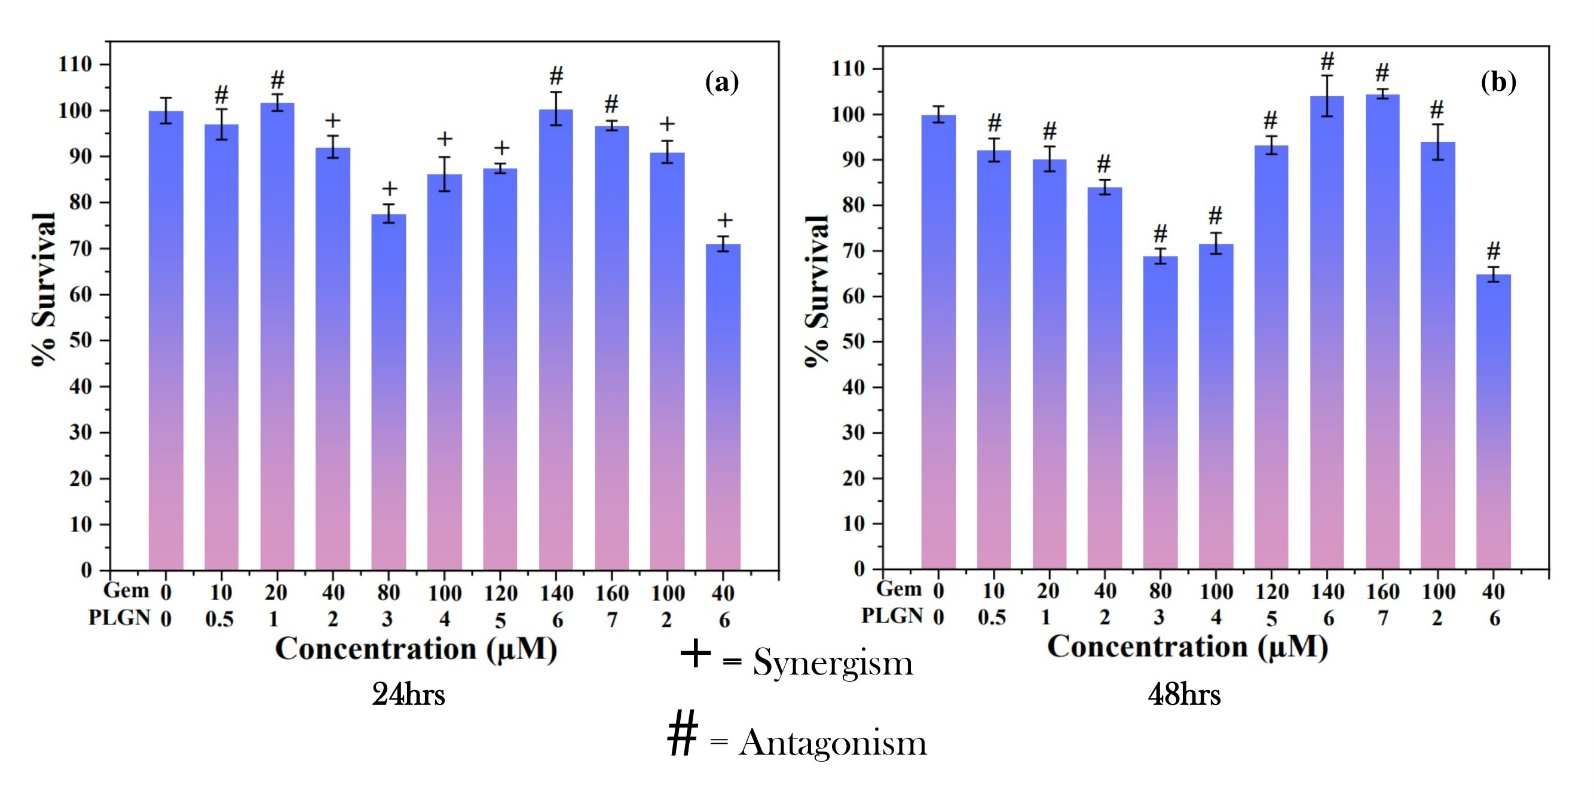 (a)
110
100
90
80
70
60
50
40
30
20
10
0
% Survival
# # + + + + # # + +
Gem 0 10 20 40 80 100 120 140 160 100 40
PLGN 0 0.5 1 2 3 4 5 6 7 2 6
Concentration (μM)
24hrs
(b)
110
100
90
80
70
60
50
40
30
20
10
0
% Survival
# # # # # # # # # #
Gem 0 10 20 40 80 100 120 140 160 100 40
PLGN 0 0.5 1 2 3 4 5 6 7 2 6
Concentration (μM)
48hrs
+ = Synergism
# = Antagonism